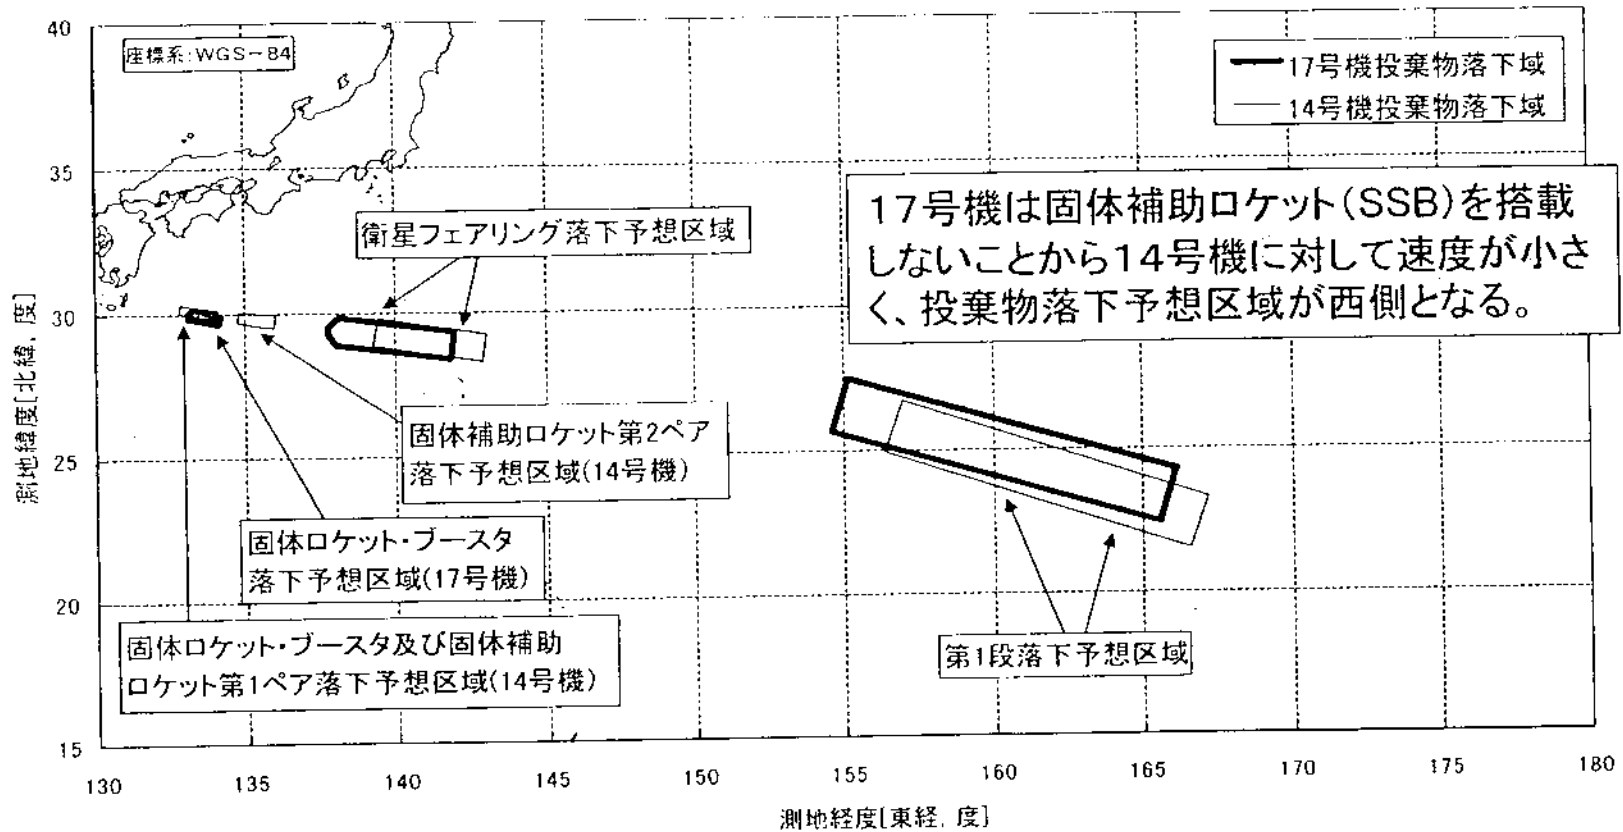 40
35
30
25
20
15
測地緯度[北緯, 度]
座標系:WGS-84
17号機投棄物落下域
14号機投棄物落下域
17号機は固体補助ロケット(SSB)を搭載
しないことから14号機に対して速度が小さ
く、投棄物落下予想区域が西側となる。
衛星フェアリング落下予想区域
固体補助ロケット第2ペア
落下予想区域(14号機)
固体ロケット・ブースタ
落下予想区域(17号機)
固体ロケット・ブースタ及び固体補助
ロケット第1ペア落下予想区域(14号機)
第1段落下予想区域
130 135 140 145 150 155 160 165 170 175 180
測地経度[東経, 度]